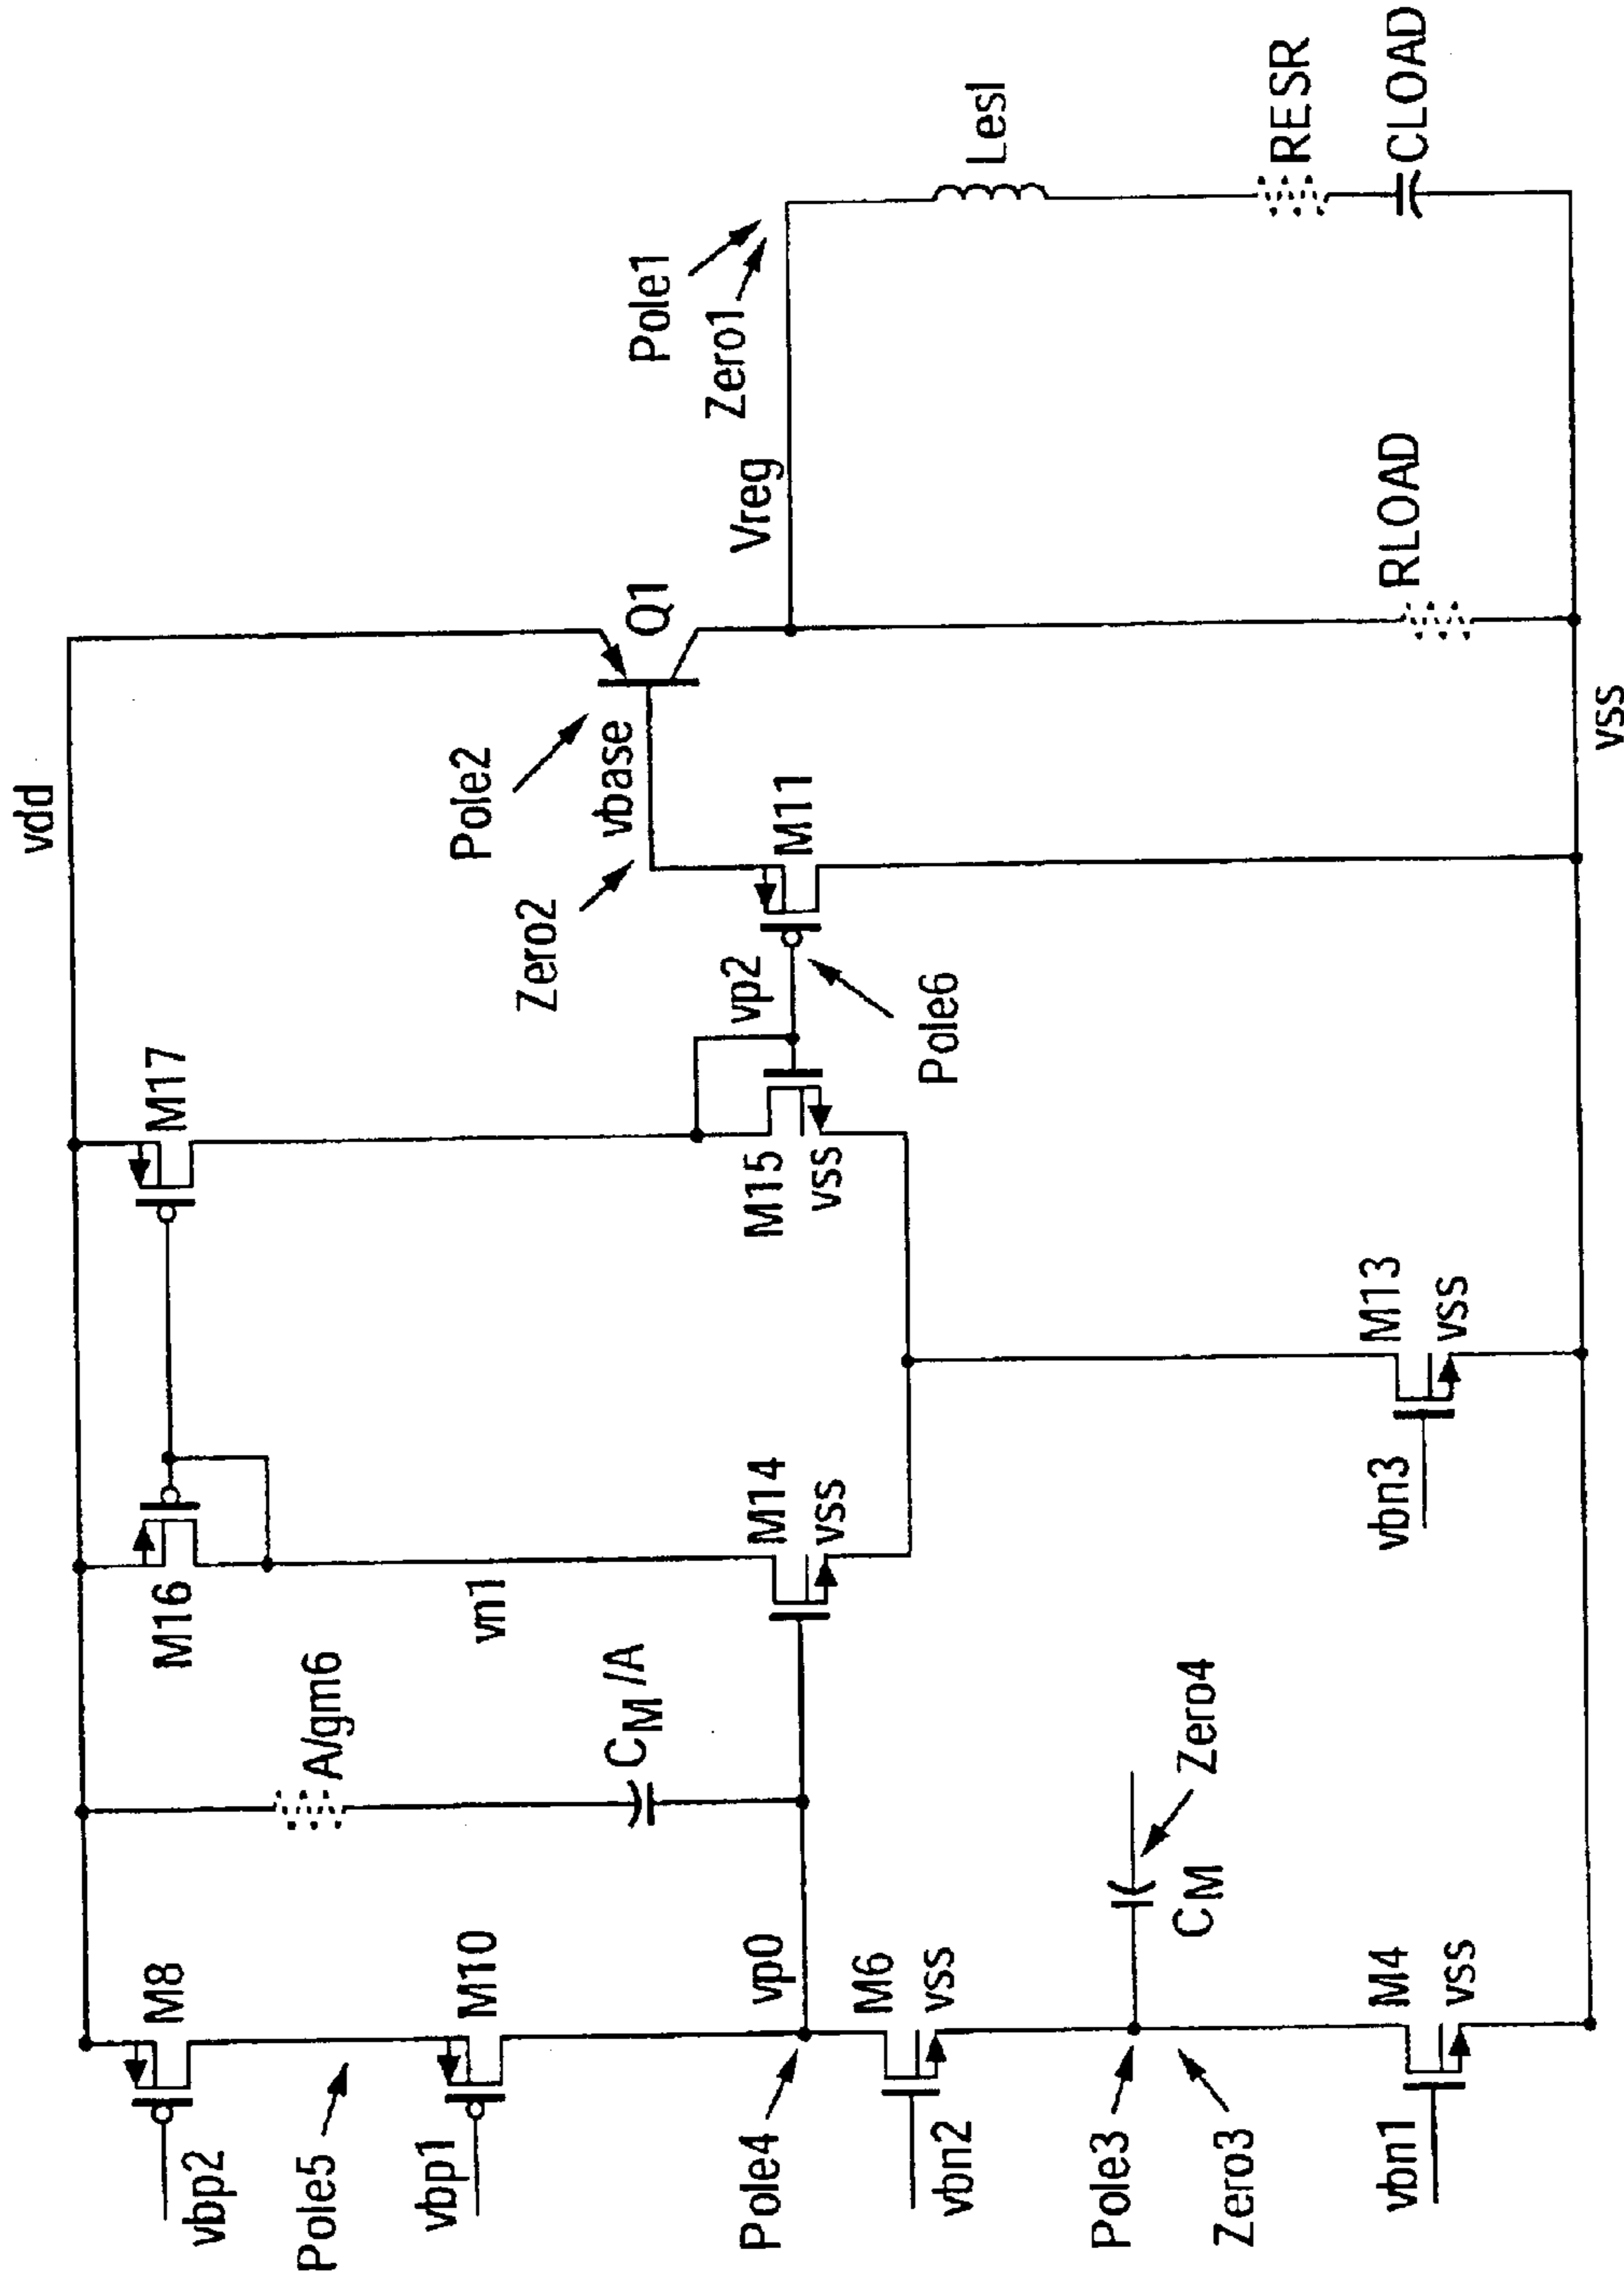 vdd
vbp2
M8
Pole5
vbp1
M10
A/gm6
M16
M17
CM/A
vn1
Pole4
vp0
vbn2
M6
vss
M14
vss
M15
vss
vp2
Pole6
M11
Zero2
vbase
Pole2
Q1
Vreg
Pole1
Zero1
Lesl
RESR
CLOAD
RLOAD
Pole3
Zero3
CM
Zero4
vbn1
M4
vss
vbn3
M13
vss
vss